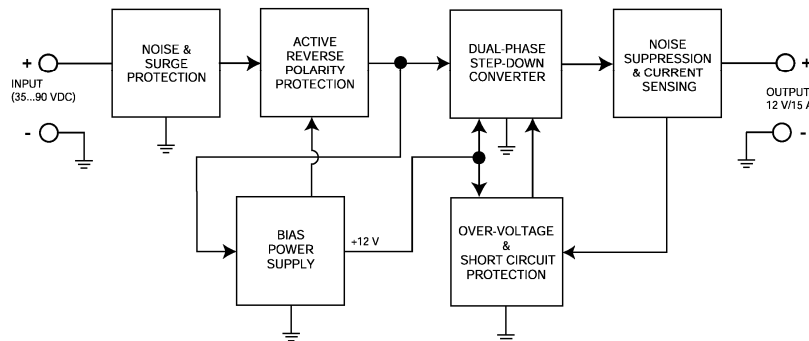 +
INPUT
(35...90 VDC)
-
NOISE &
SURGE
PROTECTION
ACTIVE
REVERSE
POLARITY
PROTECTION
DUAL-PHASE
STEP-DOWN
CONVERTER
NOISE
SUPPRESSION
& CURRENT
SENSING
+
OUTPUT
12 V/15 A
-
BIAS
POWER
SUPPLY
+12 V
OVER-VOLTAGE
&
SHORT CIRCUIT
PROTECTION